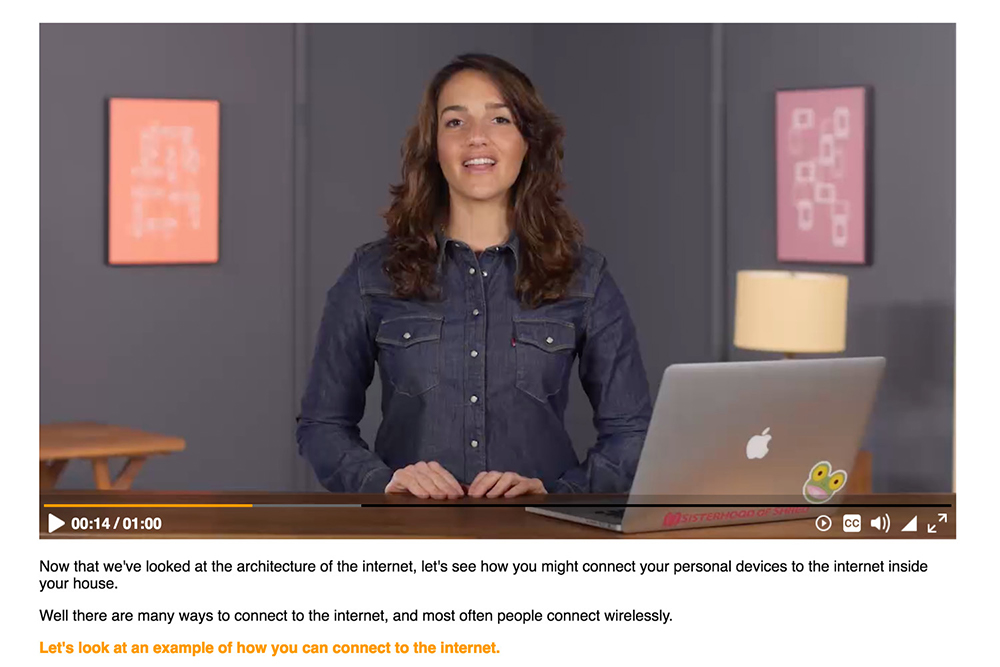 SISTERHOOD OF
00:14 / 01:00
CC
Now that we've looked at the architecture of the internet, let's see how you might connect your personal devices to the internet inside
your house.
Well there are many ways to connect to the internet, and most often people connect wirelessly.
Let's look at an example of how you can connect to the internet.